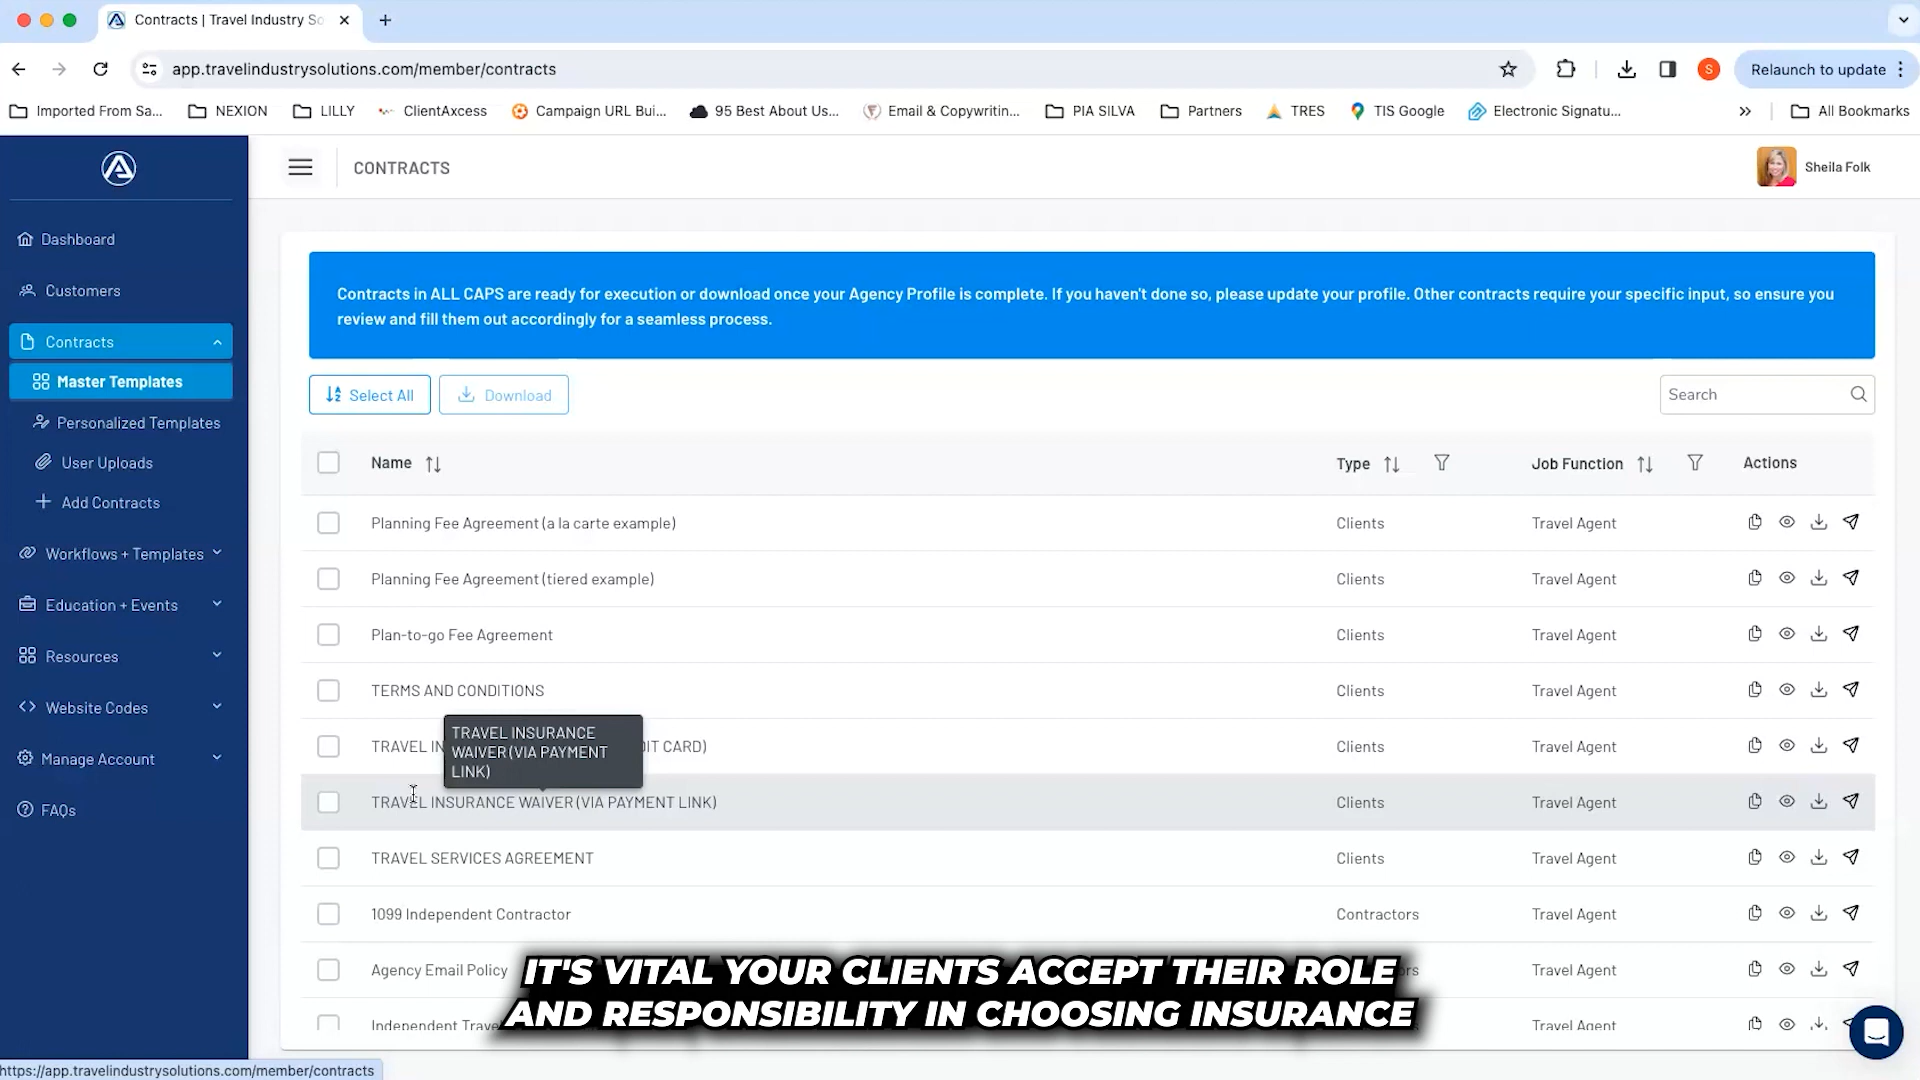 Contracts | Travel Industry So
app.travelindustrysolutions.com/member/contracts
S
Relaunch to update
Imported From Sa...
NEXION
LILLY
ClientAxcess
Campaign URL Bui...
95 Best About Us...
Email & Copywritin...
PIA SILVA
Partners
TRES
TIS Google
Electronic Signatu...
All Bookmarks
CONTRACTS
Sheila Folk
Dashboard
Customers
Contracts
Master Templates
Personalized Templates
User Uploads
Add Contracts
Workflows + Templates
Education + Events
Resources
Website Codes
Manage Account
FAQs
Contracts in ALL CAPS are ready for execution or download once your Agency Profile is complete. If you haven't done so, please update your profile. Other contracts require your specific input, so ensure you
review and fill them out accordingly for a seamless process.
Select All
Download
Search
Name
Type
Job Function
Actions
Planning Fee Agreement (a la carte example)
Clients
Travel Agent
Planning Fee Agreement (tiered example)
Clients
Travel Agent
Plan-to-go Fee Agreement
Clients
Travel Agent
TERMS AND CONDITIONS
Clients
Travel Agent
TRAVEL INSURANCE
WAIVER (VIA PAYMENT
LINK)
TRAVEL IN
IT CARD)
Clients
Travel Agent
TRAVEL INSURANCE WAIVER (VIA PAYMENT LINK)
Clients
Travel Agent
TRAVEL SERVICES AGREEMENT
Clients
Travel Agent
1099 Independent Contractor
Contractors
Travel Agent
Agency Email Policy
rs
Travel Agent
Independent Trave
Travel Agent
IT'S VITAL YOUR CLIENTS ACCEPT THEIR ROLE
AND RESPONSIBILITY IN CHOOSING INSURANCE
https://app.travelindustrysolutions.com/member/contracts